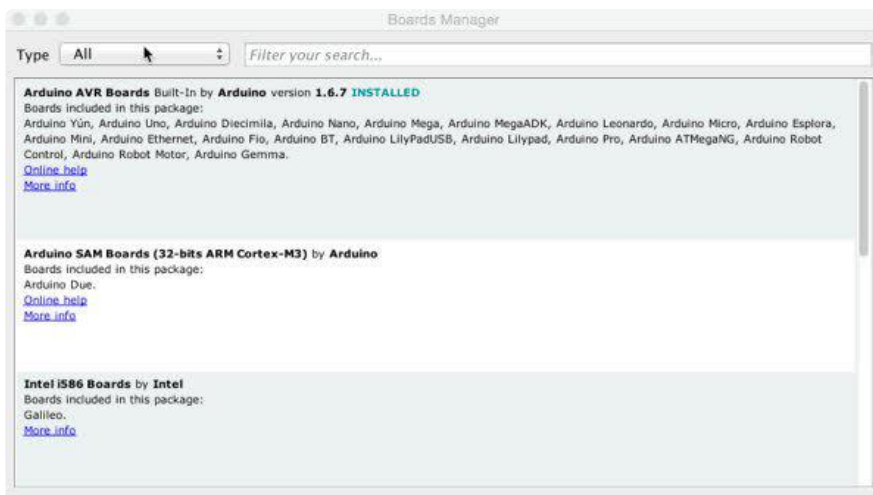 Boards Manager
Type All Filter your search...
Arduino AVR Boards Built-In by Arduino version 1.6.7 INSTALLED
Boards included in this package:
Arduino Yún, Arduino Uno, Arduino Diecimila, Arduino Nano, Arduino Mega, Arduino MegaADK, Arduino Leonardo, Arduino Micro, Arduino Esplora,
Arduino Mini, Arduino Ethernet, Arduino Fio, Arduino BT, Arduino LilyPadUSB, Arduino Lilypad, Arduino Pro, Arduino ATMegaNG, Arduino Robot
Control, Arduino Robot Motor, Arduino Gemma.
Online help
More info
Arduino SAM Boards (32-bits ARM Cortex-M3) by Arduino
Boards included in this package:
Arduino Due.
Online help
More info
Intel i586 Boards by Intel
Boards included in this package:
Galileo.
More info